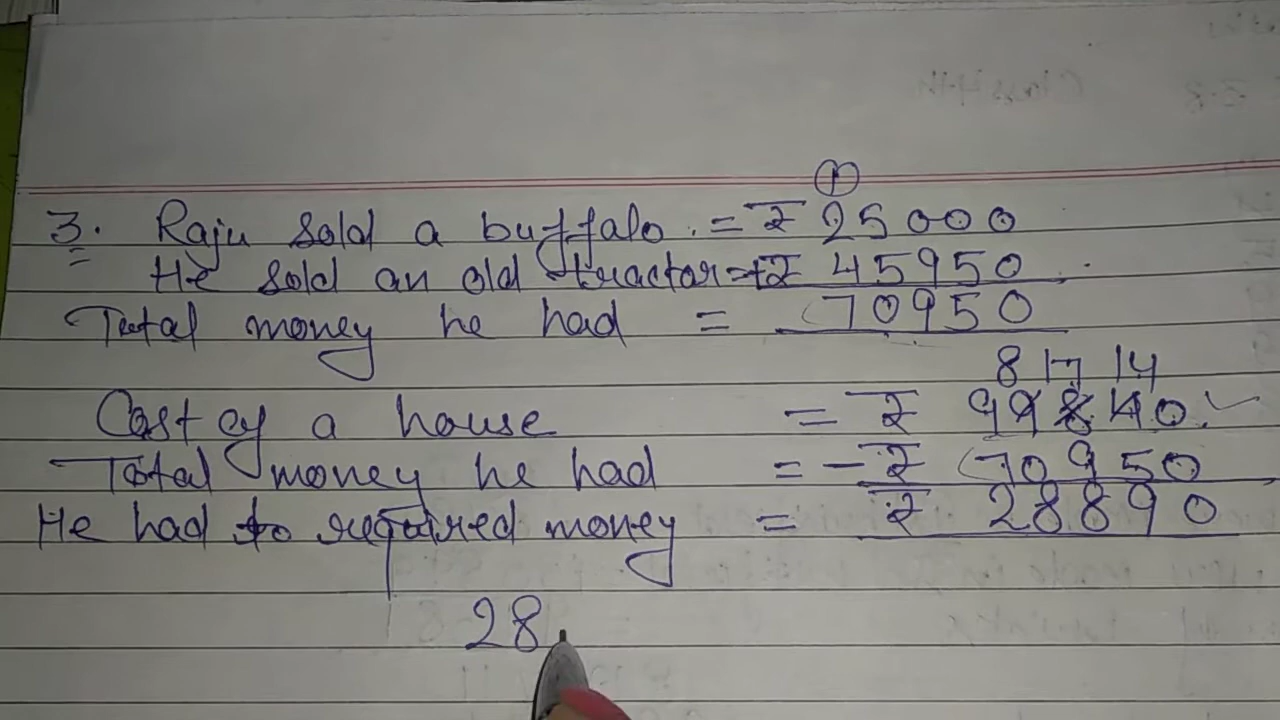 ①
3. Raju sold a buffalo. = ₹ 25000
He sold an old tractor = + ₹ 45950
Total money he had = 70950
8 17 14
Cost of a house = ₹ 99840
Total money he had = - ₹ 70950
He had to required money = ₹ 28890
28